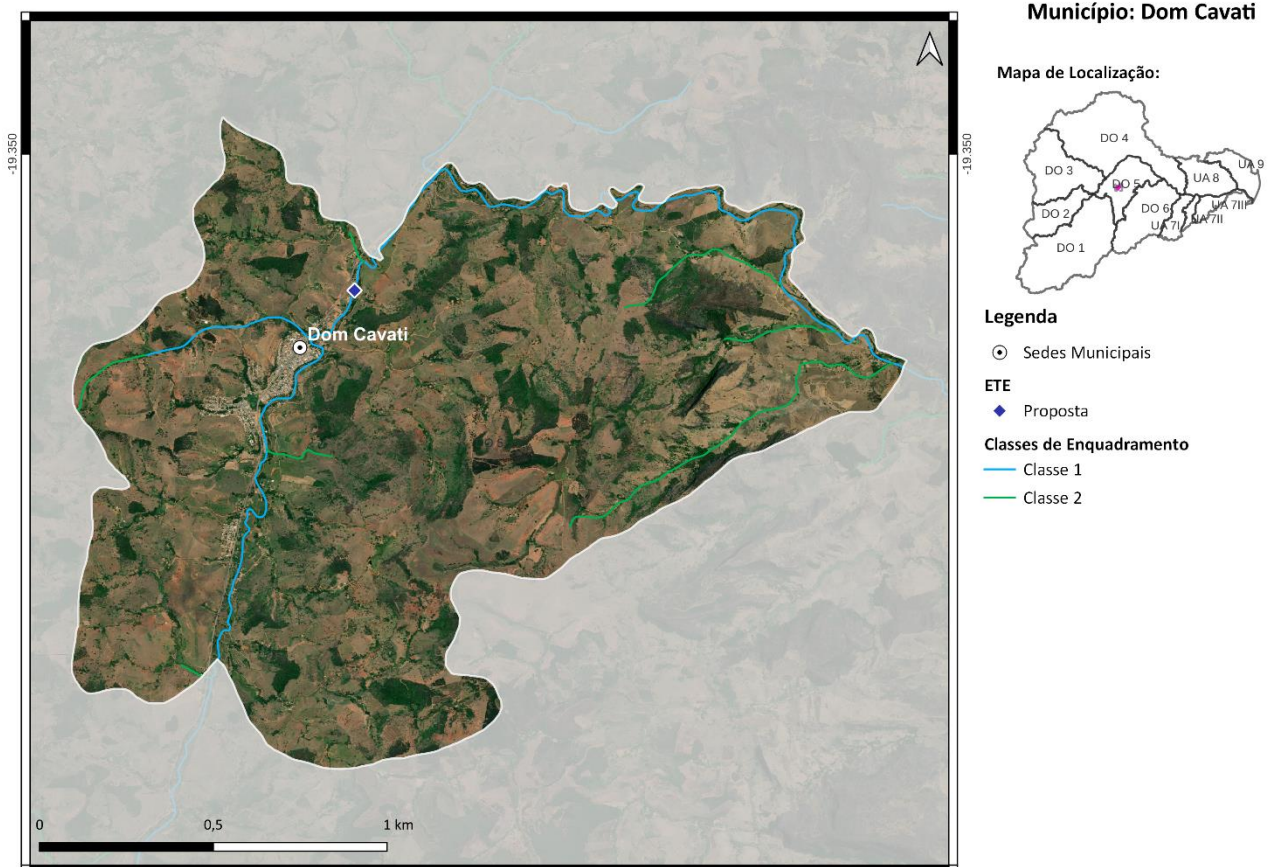 Município: Dom Cavati
Mapa de Localização:
DO 4
DO 3
DO 5
UA 8
UA 9
DO 2
DO 6
UA 7III
UA 7II
UA 7I
DO 1
Legenda
Sedes Municipais
ETE
Proposta
Classes de Enquadramento
Classe 1
Classe 2
-19.350
-19.350
Dom Cavati
0 0,5 1 km